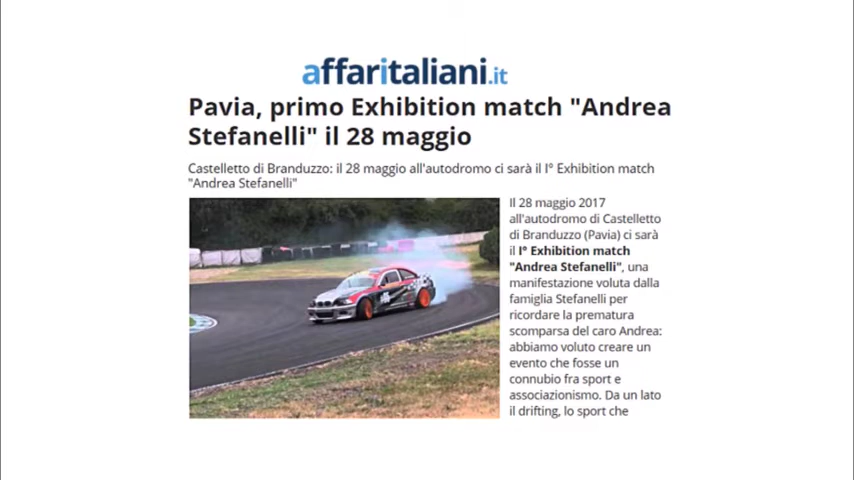 affaritaliani.it
Pavia, primo Exhibition match "Andrea
Stefanelli" il 28 maggio
Castelletto di Branduzzo: il 28 maggio all'autodromo ci sarà il I° Exhibition match
"Andrea Stefanelli"
Il 28 maggio 2017
all'autodromo di Castelletto
di Branduzzo (Pavia) ci sarà
il I° Exhibition match
"Andrea Stefanelli", una
manifestazione voluta dalla
famiglia Stefanelli per
ricordare la prematura
scomparsa del caro Andrea:
abbiamo voluto creare un
evento che fosse un
connubio fra sport e
associazionismo. Da un lato
il drifting, lo sport che